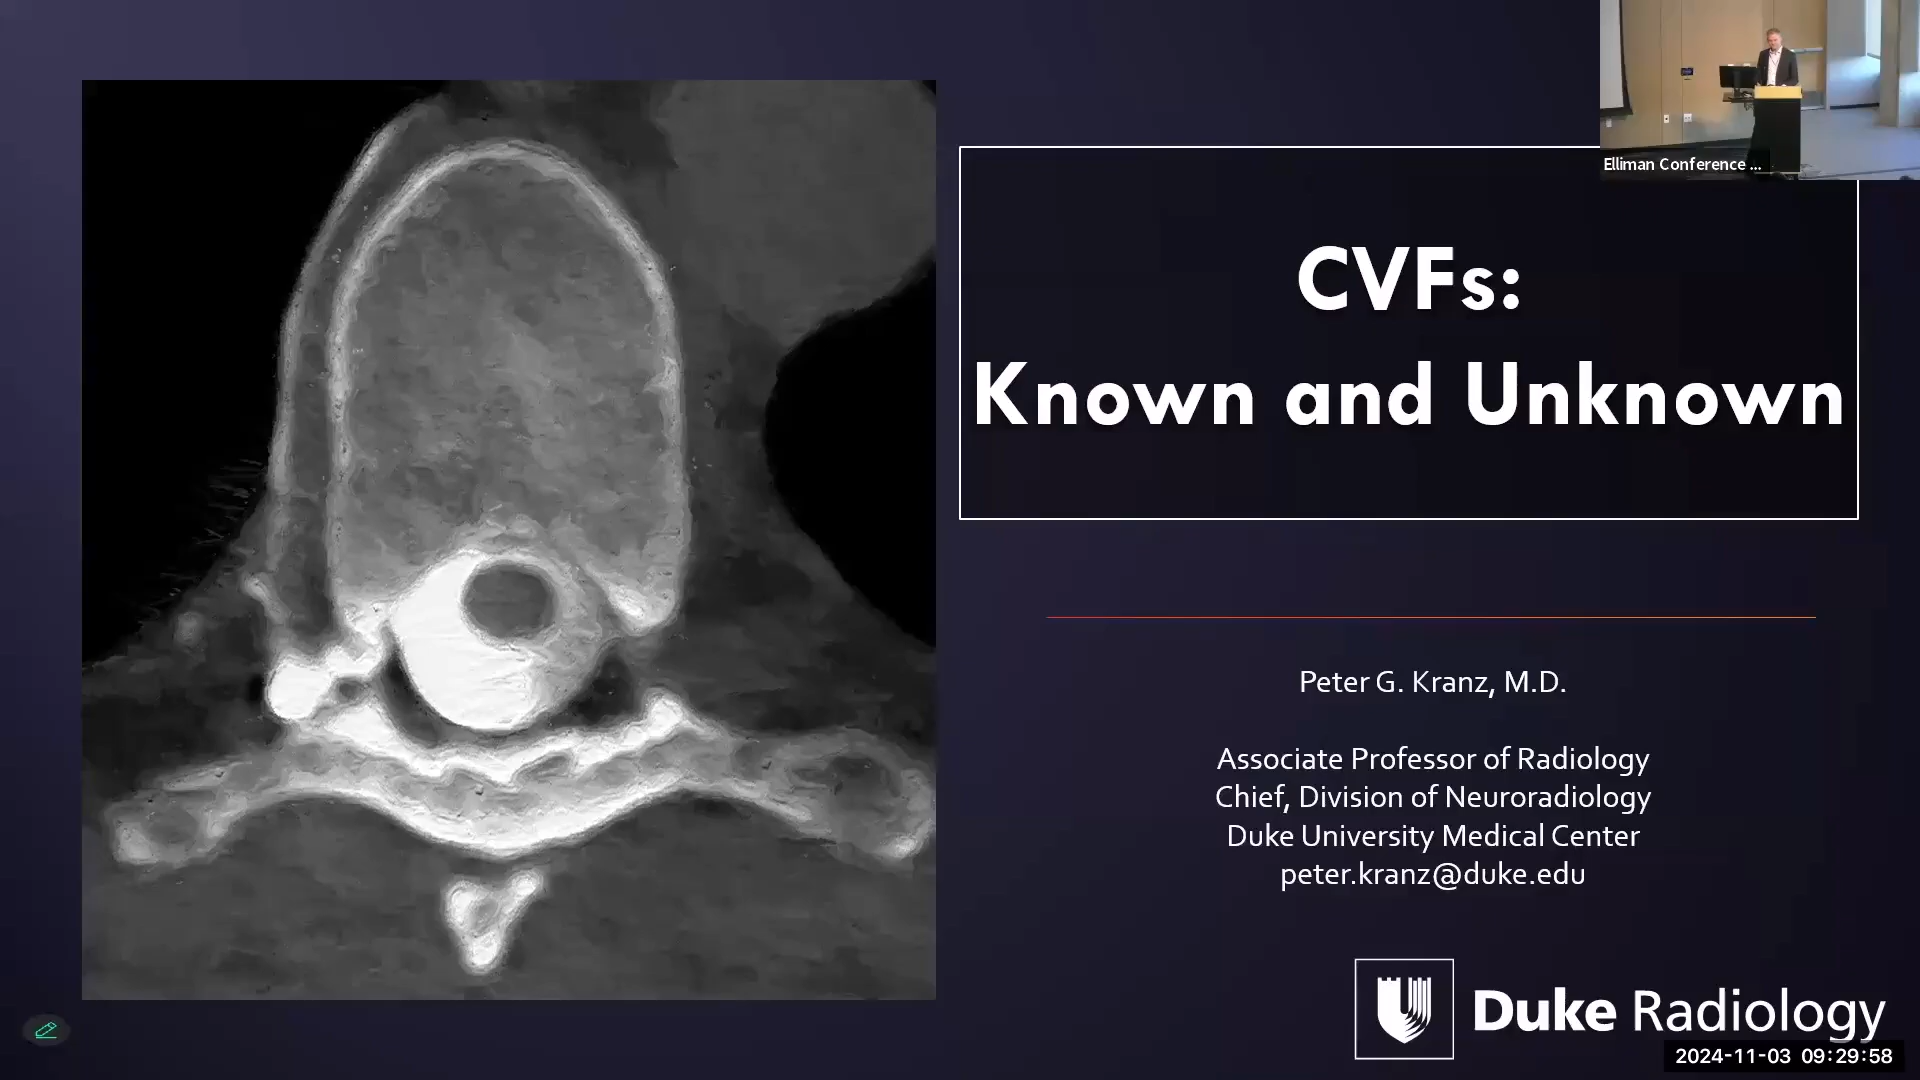 Elliman Conference ...
CVFs:
Known and Unknown
Peter G. Kranz, M.D.
Associate Professor of Radiology
Chief, Division of Neuroradiology
Duke University Medical Center
peter.kranz@duke.edu
Duke Radiology
2024-11-03 09:29:58